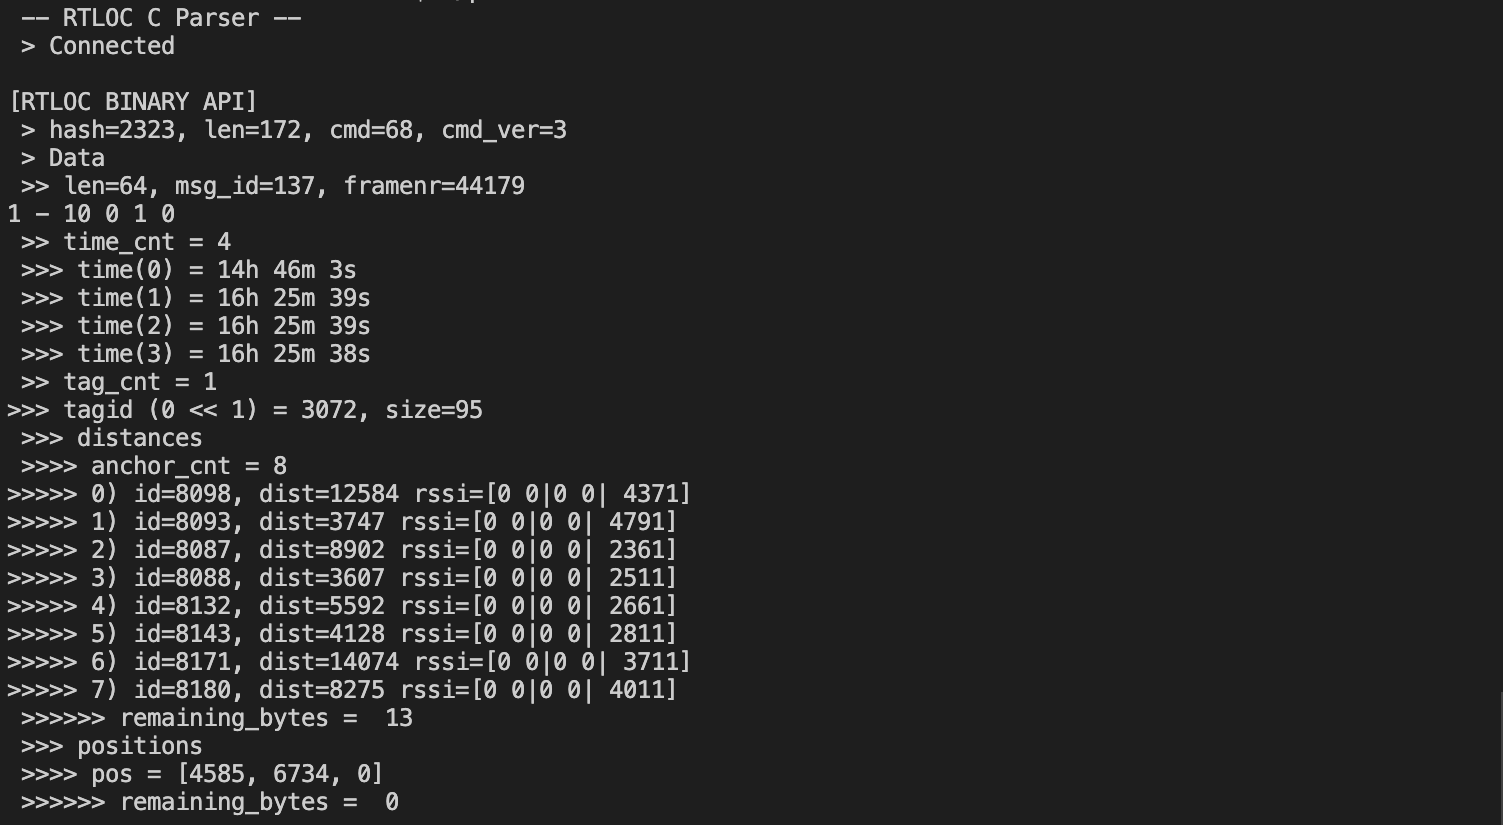 -- RTLOC C Parser --
> Connected
[RTLOC BINARY API]
> hash=2323, len=172, cmd=68, cmd_ver=3
> Data
>> len=64, msg_id=137, framenr=44179
1 - 10 0 1 0
>> time_cnt = 4
>>> time(0) = 14h 46m 3s
>>> time(1) = 16h 25m 39s
>>> time(2) = 16h 25m 39s
>>> time(3) = 16h 25m 38s
>> tag_cnt = 1
>>> tagid (0 << 1) = 3072, size=95
>>> distances
>>>> anchor_cnt = 8
>>>>> 0) id=8098, dist=12584 rssi=[0 0|0 0| 4371]
>>>>> 1) id=8093, dist=3747 rssi=[0 0|0 0| 4791]
>>>>> 2) id=8087, dist=8902 rssi=[0 0|0 0| 2361]
>>>>> 3) id=8088, dist=3607 rssi=[0 0|0 0| 2511]
>>>>> 4) id=8132, dist=5592 rssi=[0 0|0 0| 2661]
>>>>> 5) id=8143, dist=4128 rssi=[0 0|0 0| 2811]
>>>>> 6) id=8171, dist=14074 rssi=[0 0|0 0| 3711]
>>>>> 7) id=8180, dist=8275 rssi=[0 0|0 0| 4011]
>>>>>> remaining_bytes =  13
>>> positions
>>>> pos = [4585, 6734, 0]
>>>>>> remaining_bytes =  0